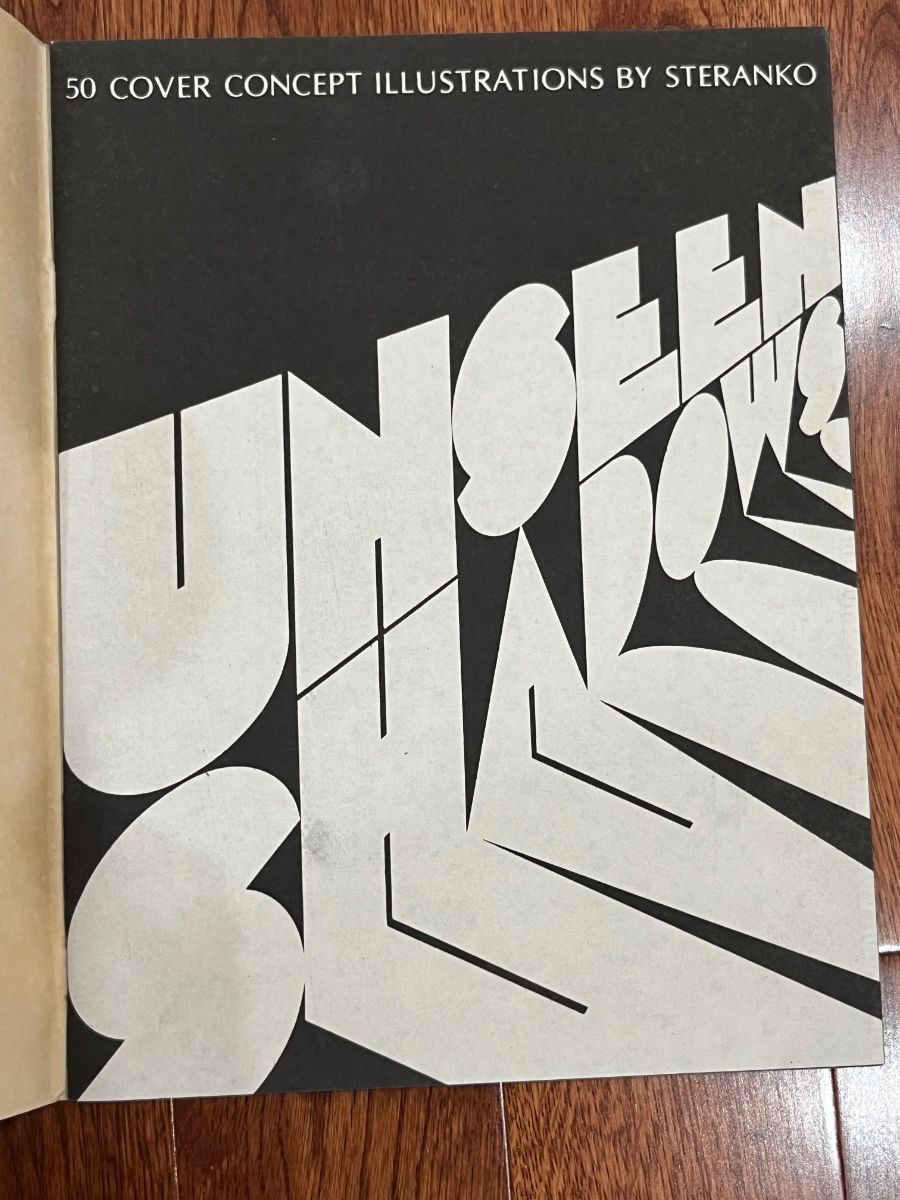 50 COVER CONCEPT ILLUSTRATIONS BY STERANKO
UNSEEN
SHADOWS